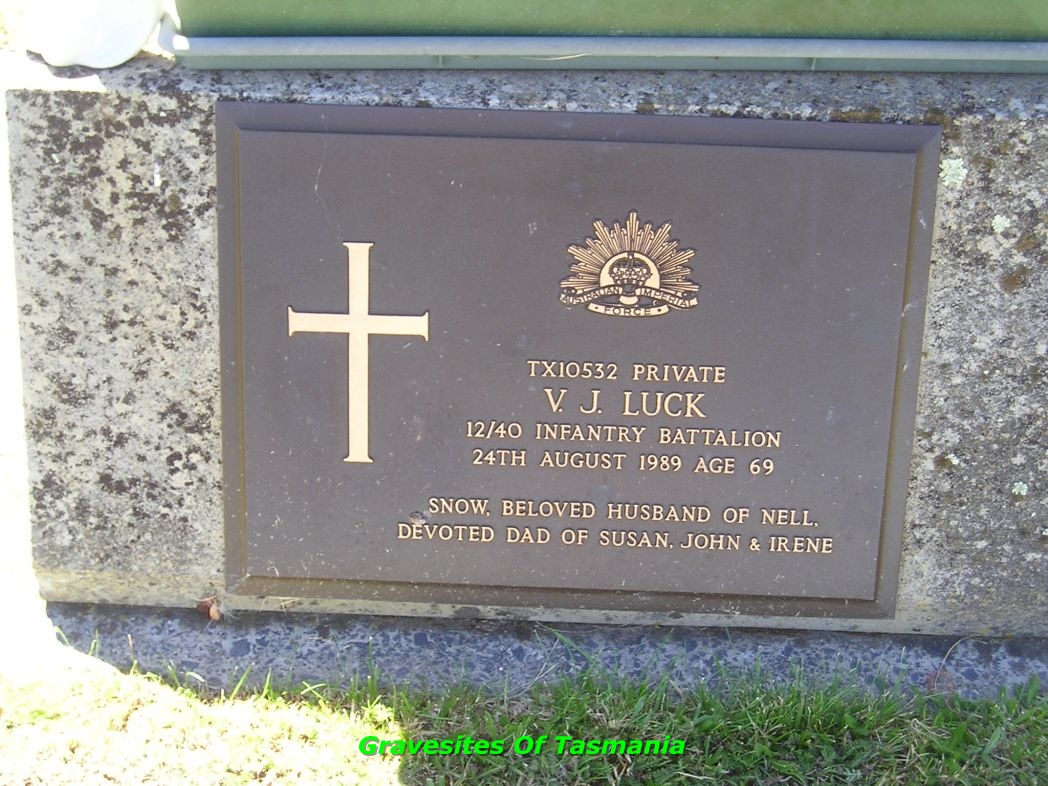 AUSTRALIAN IMPERIAL
FORCE
TX10532 PRIVATE
V. J. LUCK
12/40 INFANTRY BATTALION
24TH AUGUST 1989 AGE 69
SNOW, BELOVED HUSBAND OF NELL,
DEVOTED DAD OF SUSAN, JOHN & IRENE
Gravesites Of Tasmania